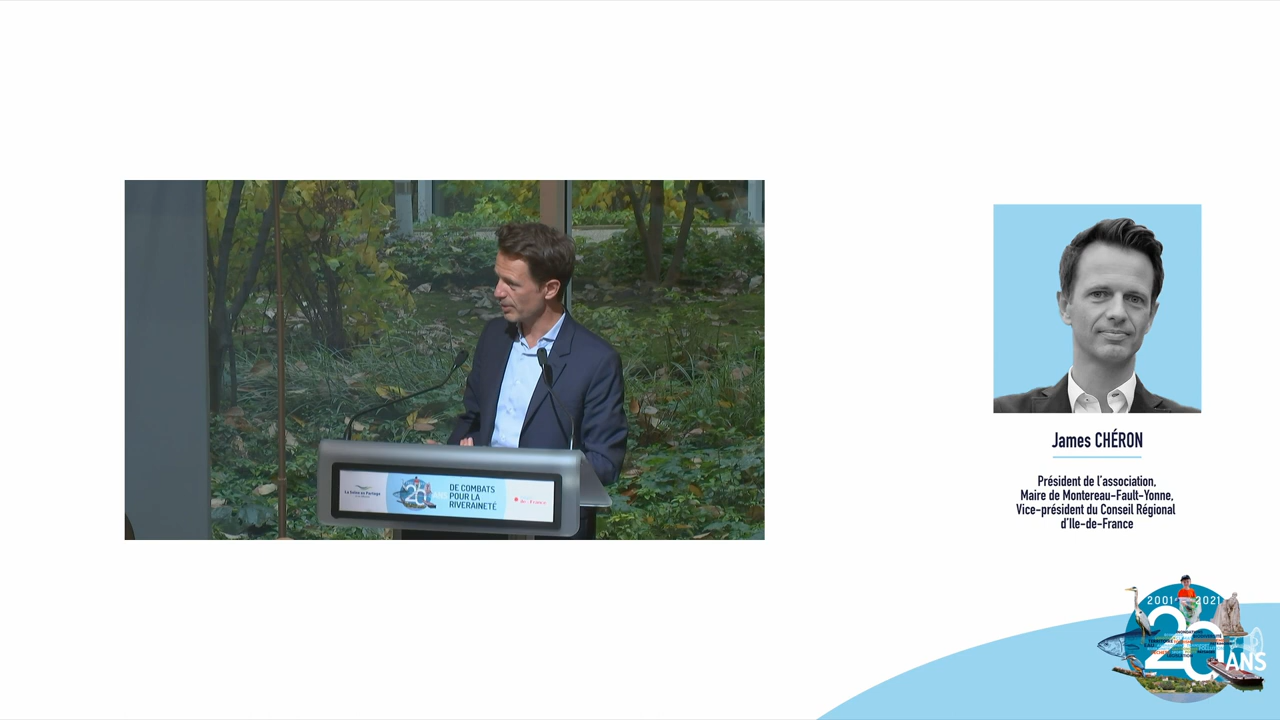 DE COMBATS
POUR LA
RIVERAINETÉ
James CHÉRON
Président de l'association,
Maire de Montereau-Fault-Yonne,
Vice-président du Conseil Régional
d'Ile-de-France
2001 2021
20
ANS